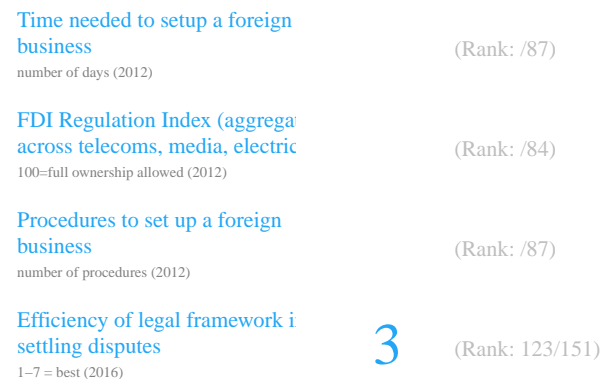 Time needed to setup a foreign
business
(Rank: /87)
number of days (2012)
FDI Regulation Index (aggregat
across telecoms, media, electric
(Rank: /84)
100=full ownership allowed (2012)
Procedures to set up a foreign
business
(Rank: /87)
number of procedures (2012)
Efficiency of legal framework i
settling disputes
3
(Rank: 123/151)
1–7 = best (2016)